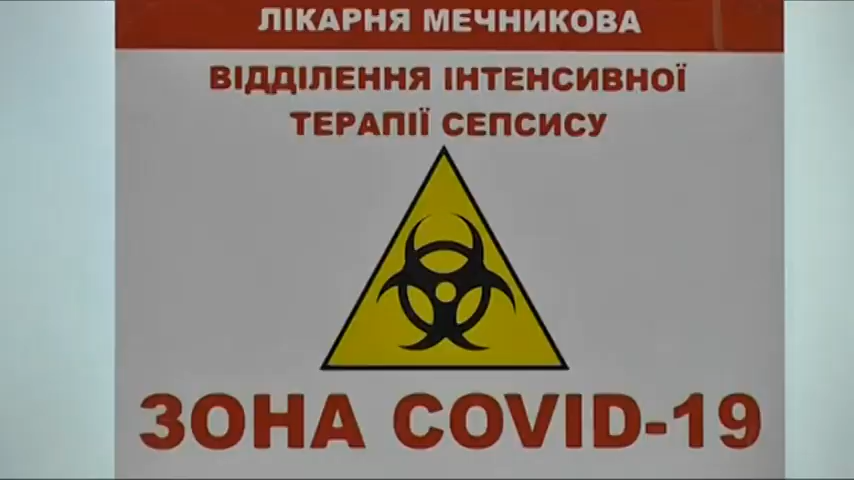 ЛІКАРНЯ МЕЧНИКОВА
ВІДДІЛЕННЯ ІНТЕНСИВНОЇ
ТЕРАПІЇ СЕПСИСУ
ЗОНА COVID-19